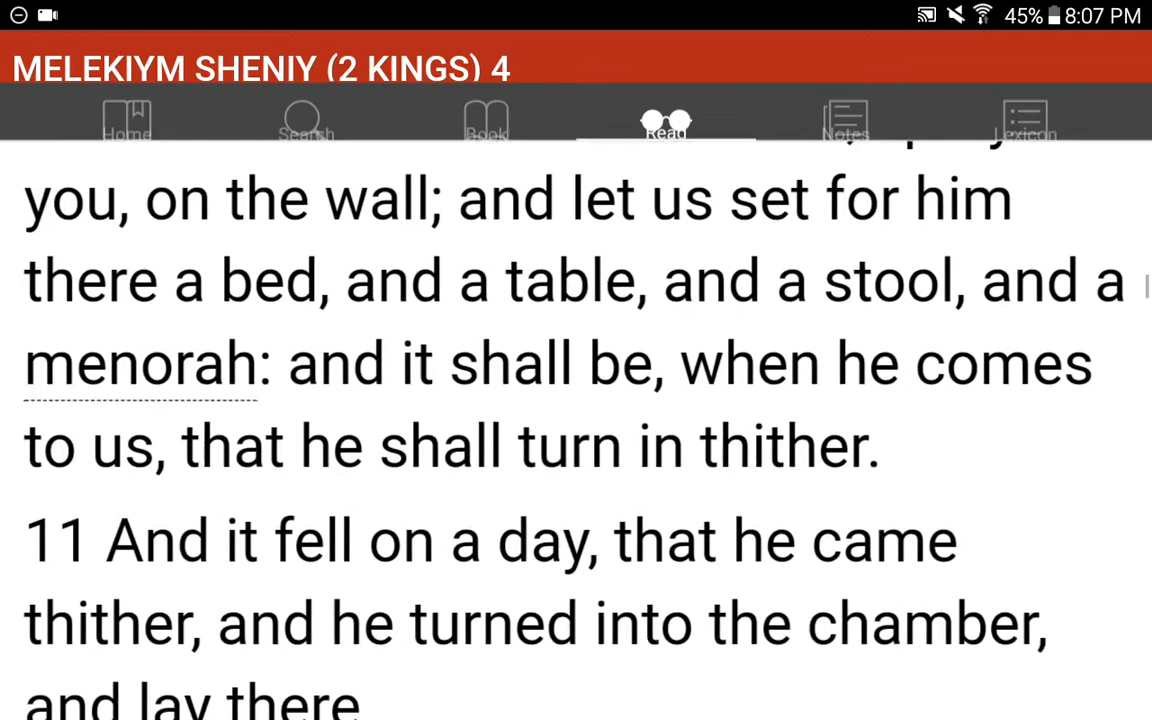 45% 8:07 PM
MELEKIYM SHENIY (2 KINGS) 4
Home Search Book Read Notes Lexicon
you, on the wall; and let us set for him
there a bed, and a table, and a stool, and a
menorah: and it shall be, when he comes
to us, that he shall turn in thither.
11 And it fell on a day, that he came
thither, and he turned into the chamber,
and lay there.